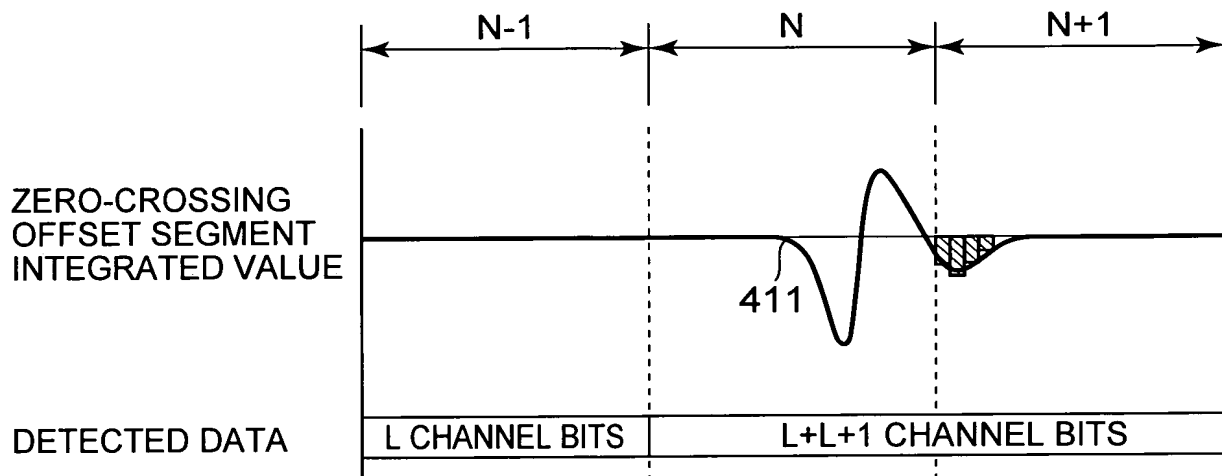 N-1
N
N+1
ZERO-CROSSING
OFFSET SEGMENT
INTEGRATED VALUE
411
DETECTED DATA
L CHANNEL BITS
L+L+1 CHANNEL BITS